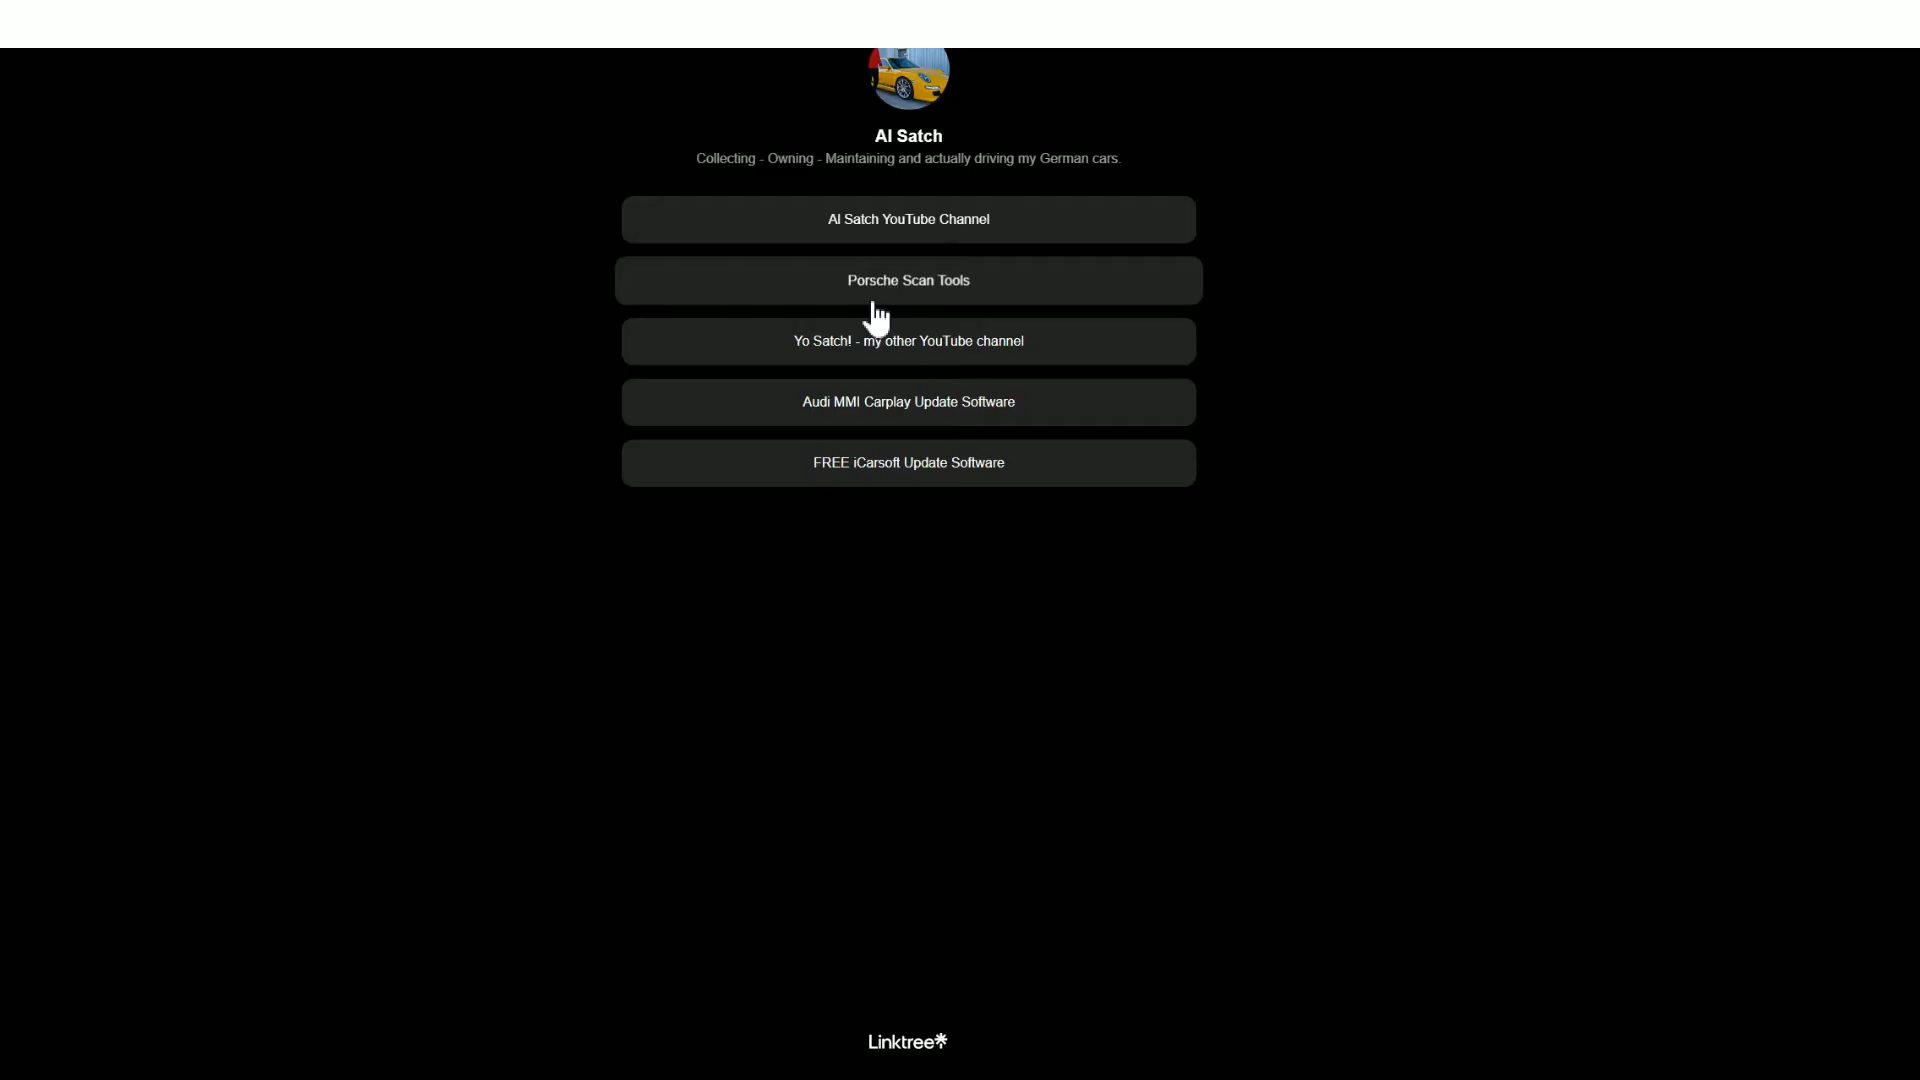 Al Satch
Collecting - Owning - Maintaining and actually driving my German cars.
Al Satch YouTube Channel
Porsche Scan Tools
Yo Satch! - my other YouTube channel
Audi MMI Carplay Update Software
FREE iCarsoft Update Software
Linktree